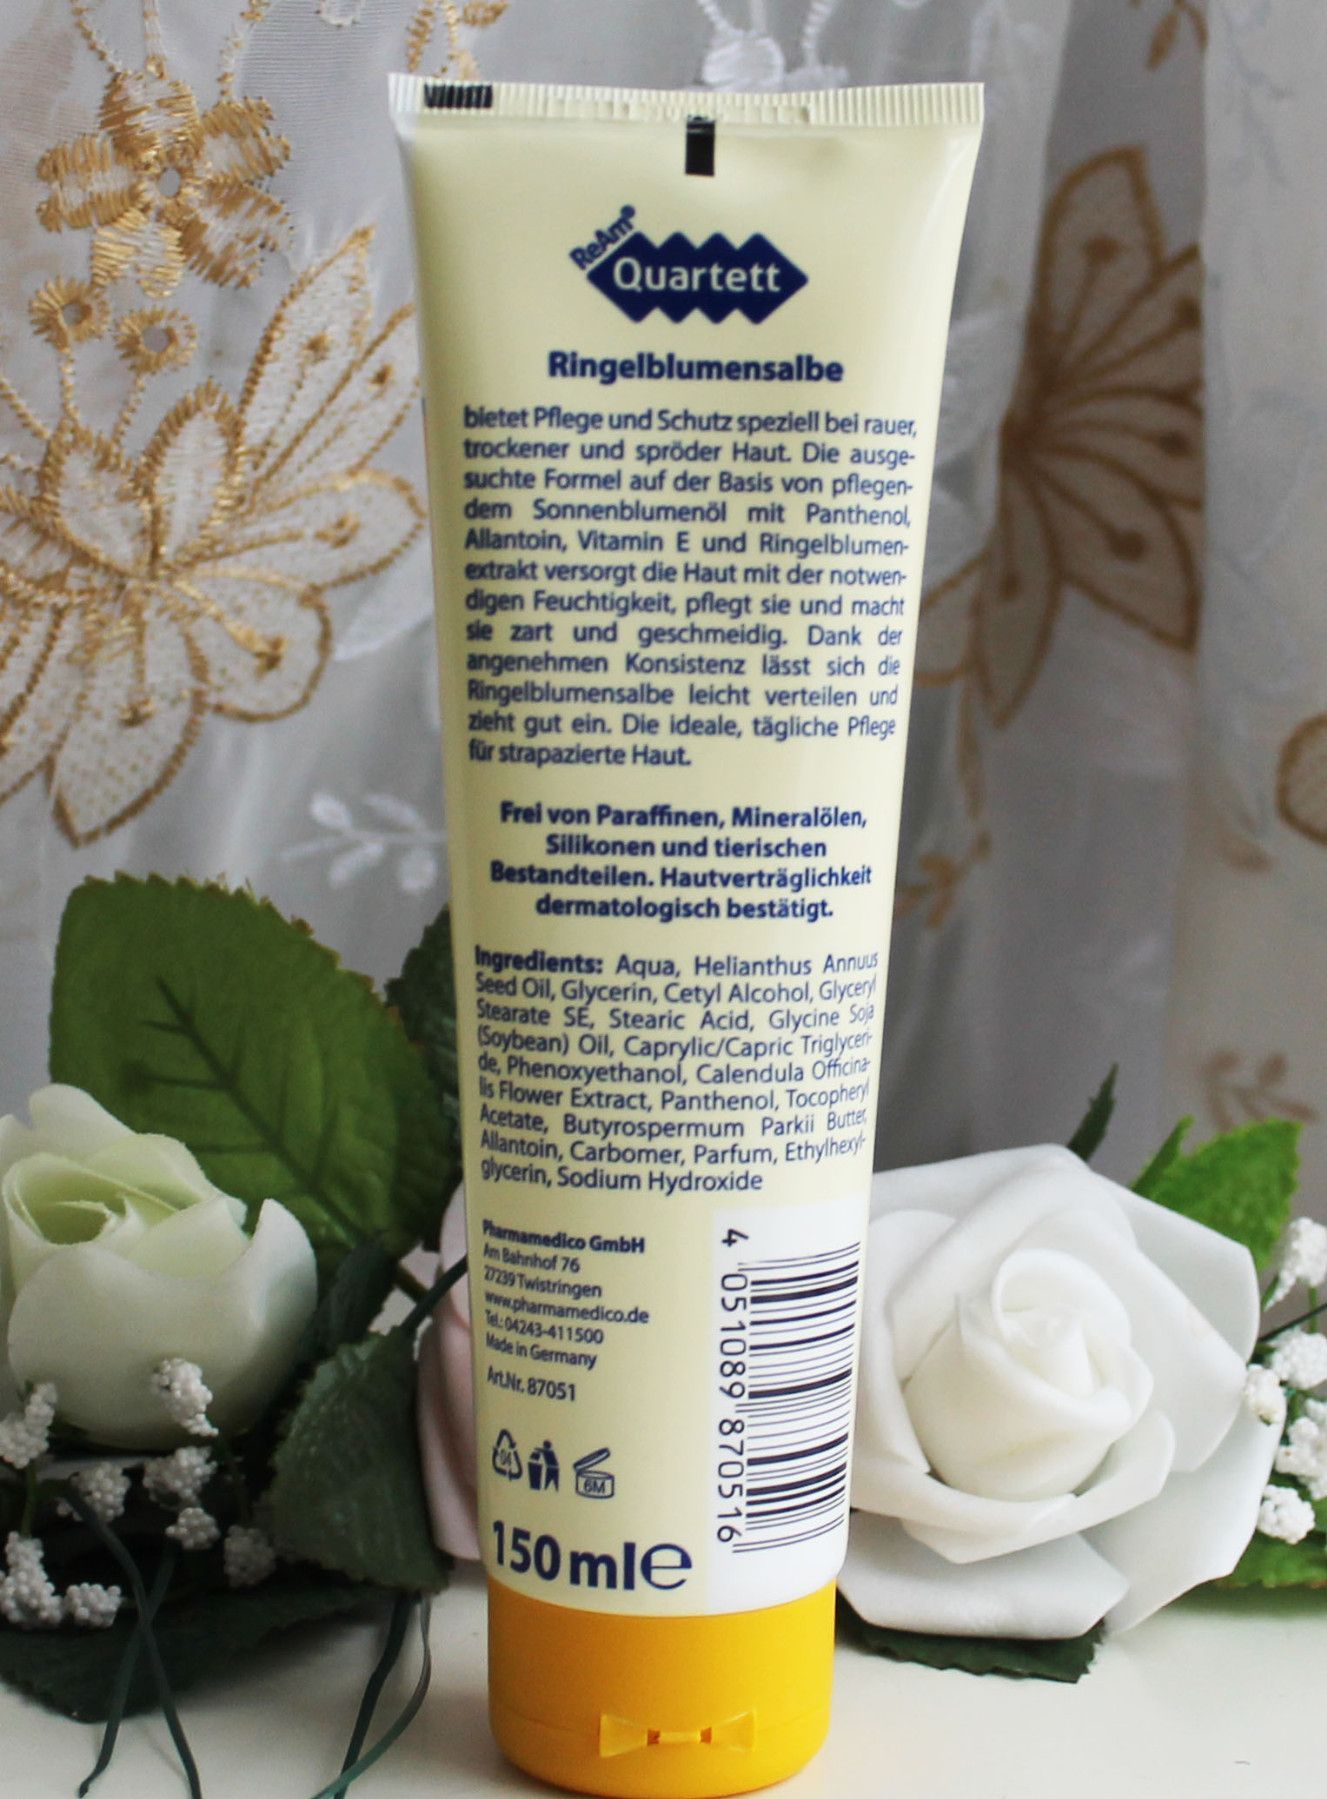 ReAm®
Quartett
Ringelblumensalbe
bietet Pflege und Schutz speziell bei rauer,
trockener und spröder Haut. Die ausge-
suchte Formel auf der Basis von pflegen-
dem Sonnenblumenöl mit Panthenol,
Allantoin, Vitamin E und Ringelblumen-
extrakt versorgt die Haut mit der notwen-
digen Feuchtigkeit, pflegt sie und macht
sie zart und geschmeidig. Dank der
angenehmen Konsistenz lässt sich die
Ringelblumensalbe leicht verteilen und
zieht gut ein. Die ideale, tägliche Pflege
für strapazierte Haut.
Frei von Paraffinen, Mineralölen,
Silikonen und tierischen
Bestandteilen. Hautverträglichkeit
dermatologisch bestätigt.
Ingredients: Aqua, Helianthus Annuus
Seed Oil, Glycerin, Cetyl Alcohol, Glyceryl
Stearate SE, Stearic Acid, Glycine Soja
(Soybean) Oil, Caprylic/Capric Triglyceri-
de, Phenoxyethanol, Calendula Officina-
lis Flower Extract, Panthenol, Tocopheryl
Acetate, Butyrospermum Parkii Butter,
Allantoin, Carbomer, Parfum, Ethylhexyl-
glycerin, Sodium Hydroxide
Pharmamedico GmbH
Am Bahnhof 76
27239 Twistringen
www.pharmamedico.de
Tel.: 04243-411500
Made in Germany
Art.Nr. 87051
4 051089 870516
04
6M
150 ml e